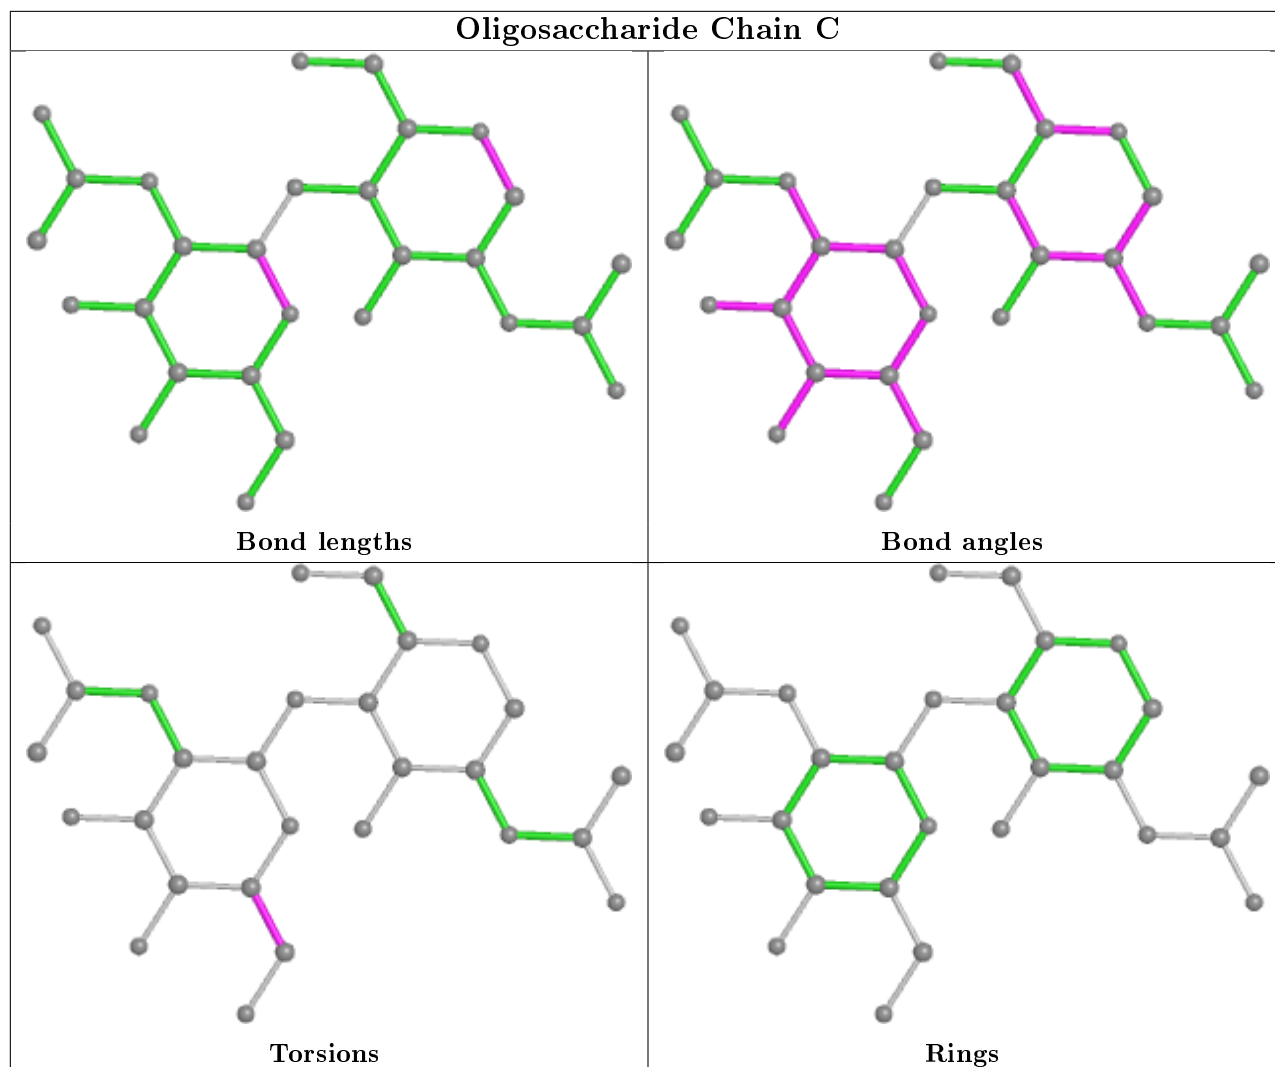 Oligosaccharide Chain C
Bond lengths
Bond angles
Torsions
Rings